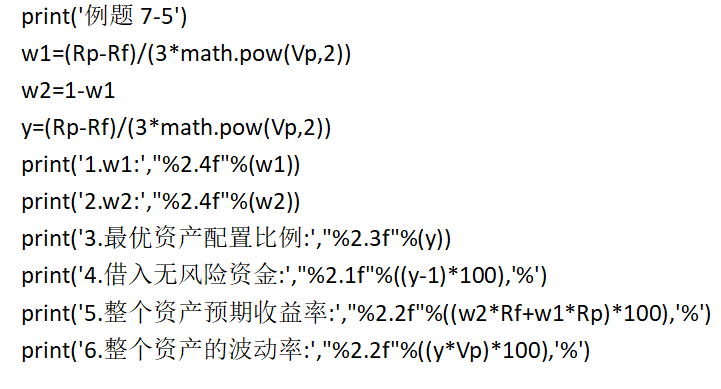 print('例题 7-5')
w1=(Rp-Rf)/(3*math.pow(Vp,2))
w2=1-w1
y=(Rp-Rf)/(3*math.pow(Vp,2))
print('1.w1:',"%2.4f"%(w1))
print('2.w2:',"%2.4f"%(w2))
print('3.最优资产配置比例:',"%2.3f"%(y))
print('4.借入无风险资金:',"%2.1f"%((y-1)*100),'%')
print('5.整个资产预期收益率:',"%2.2f"%((w2*Rf+w1*Rp)*100),'%')
print('6.整个资产的波动率:',"%2.2f"%((y*Vp)*100),'%')